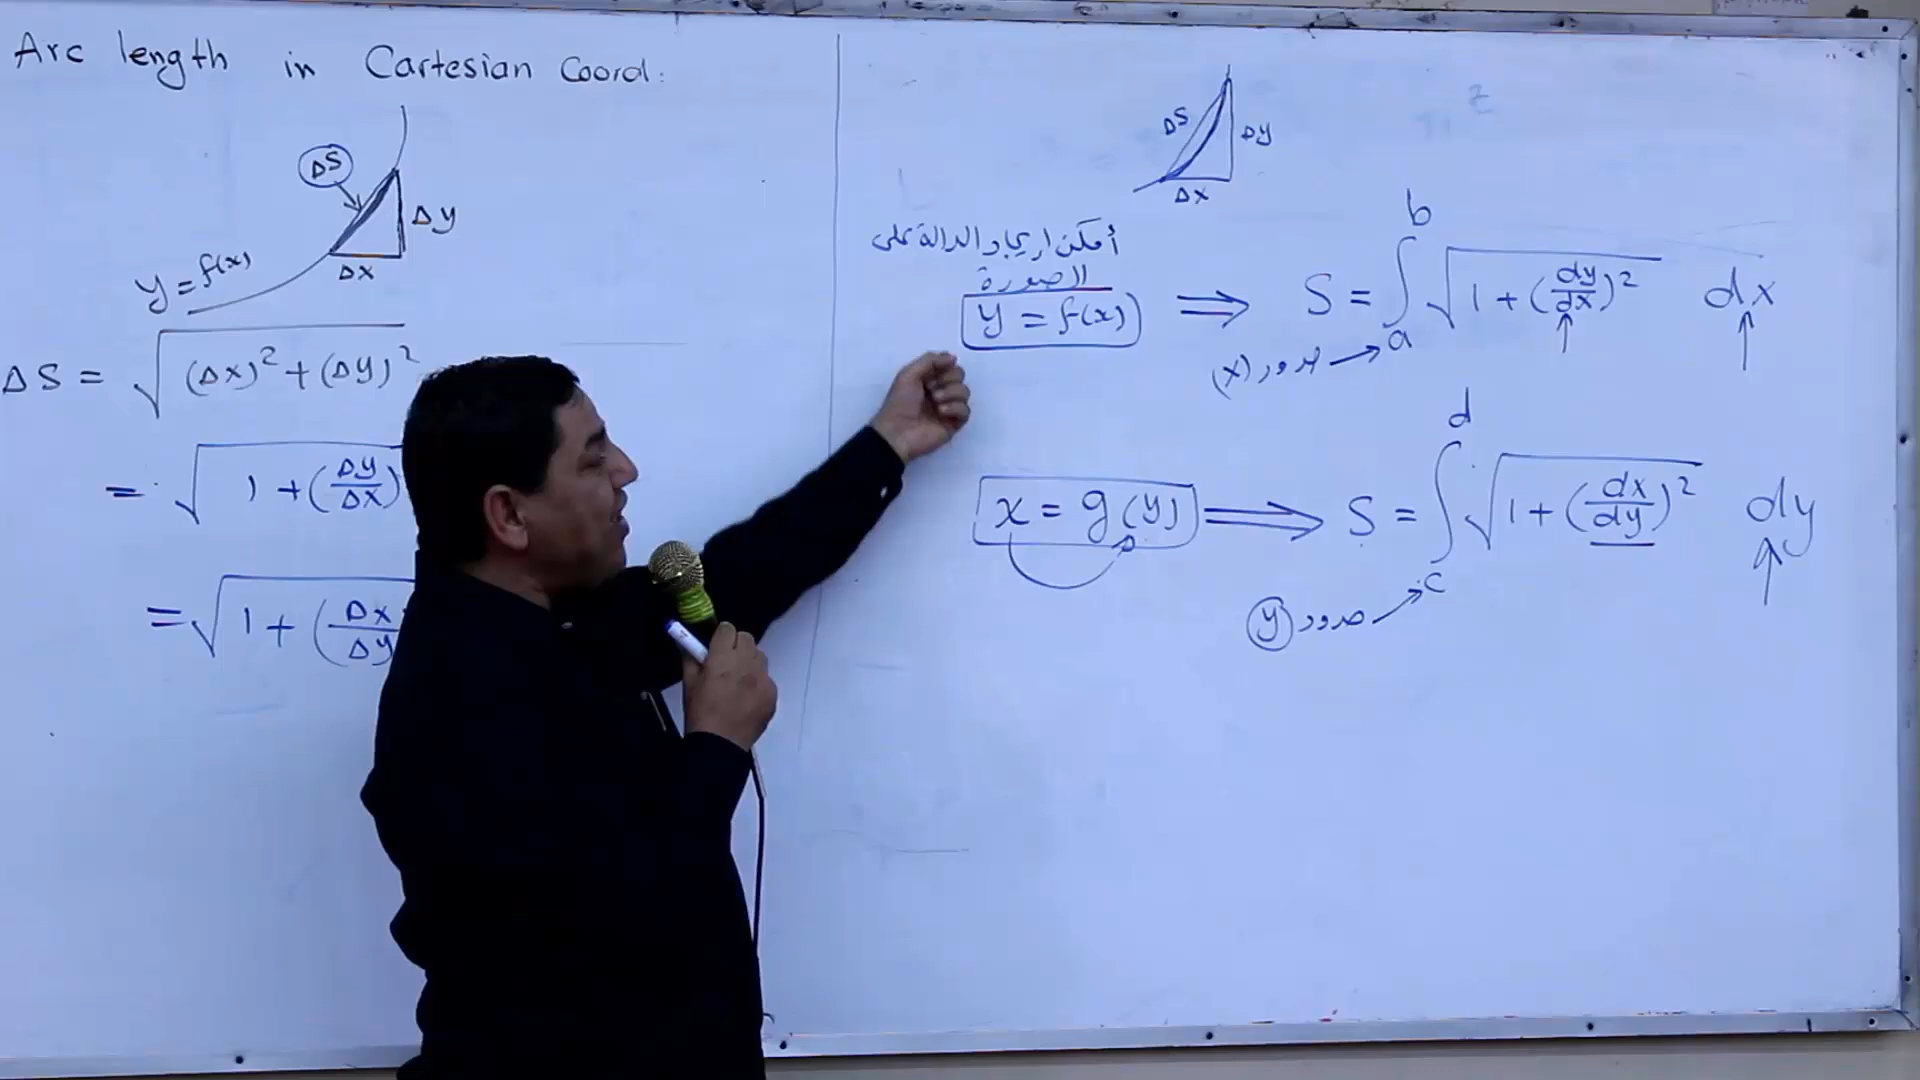 Arc length in Cartesian Coord.
ΔS
Δy
Δx
y = f(x)
ΔS = √(Δx)² + (Δy)²
= √1 + (Δy/Δx)
= √1 + (Δx/Δy
ΔS
Δy
Δx
أمكن ايجاد الدالة على
الصورة
y = f(x) ⟹ S = ∫ₐᵇ √1 + (dy/dx)² dx
حدود (x) → a
x = g(y) ⟹ S = ∫_c^d √1 + (dx/dy)² dy
حدود y → c